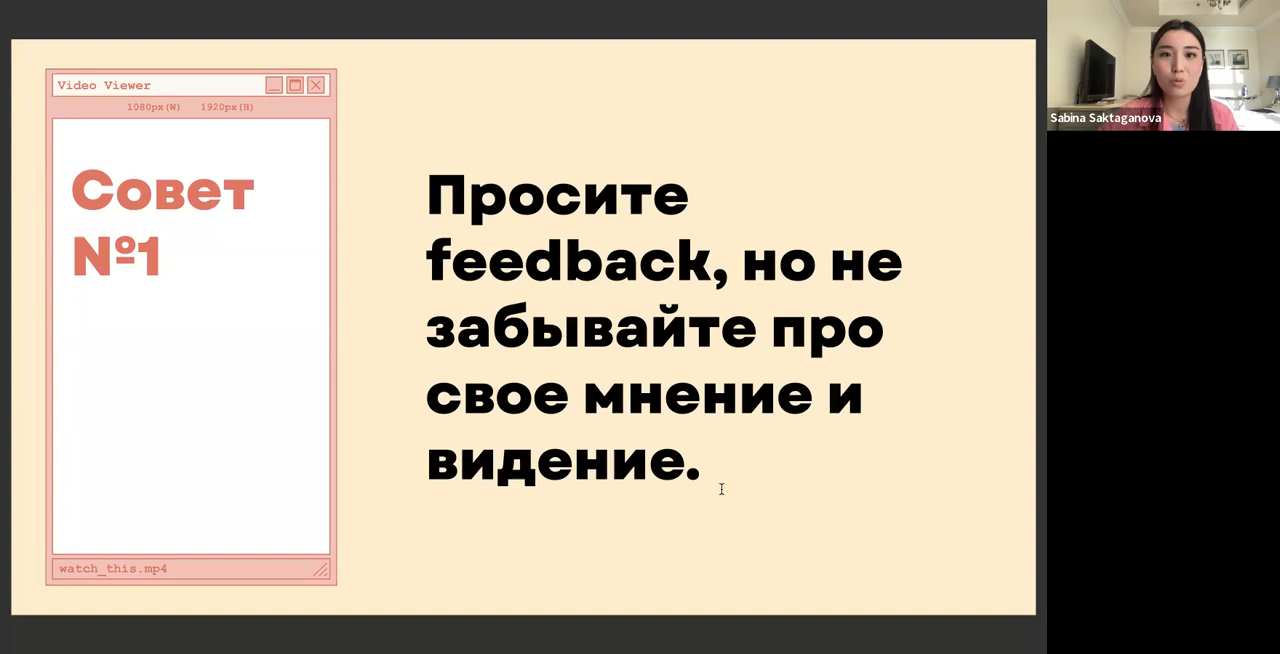 Video Viewer
1080px(W) 1920px(H)
Совет
№1
watch_this.mp4
Просите
feedback, но не
забывайте про
свое мнение и
видение.
Sabina Saktaganova